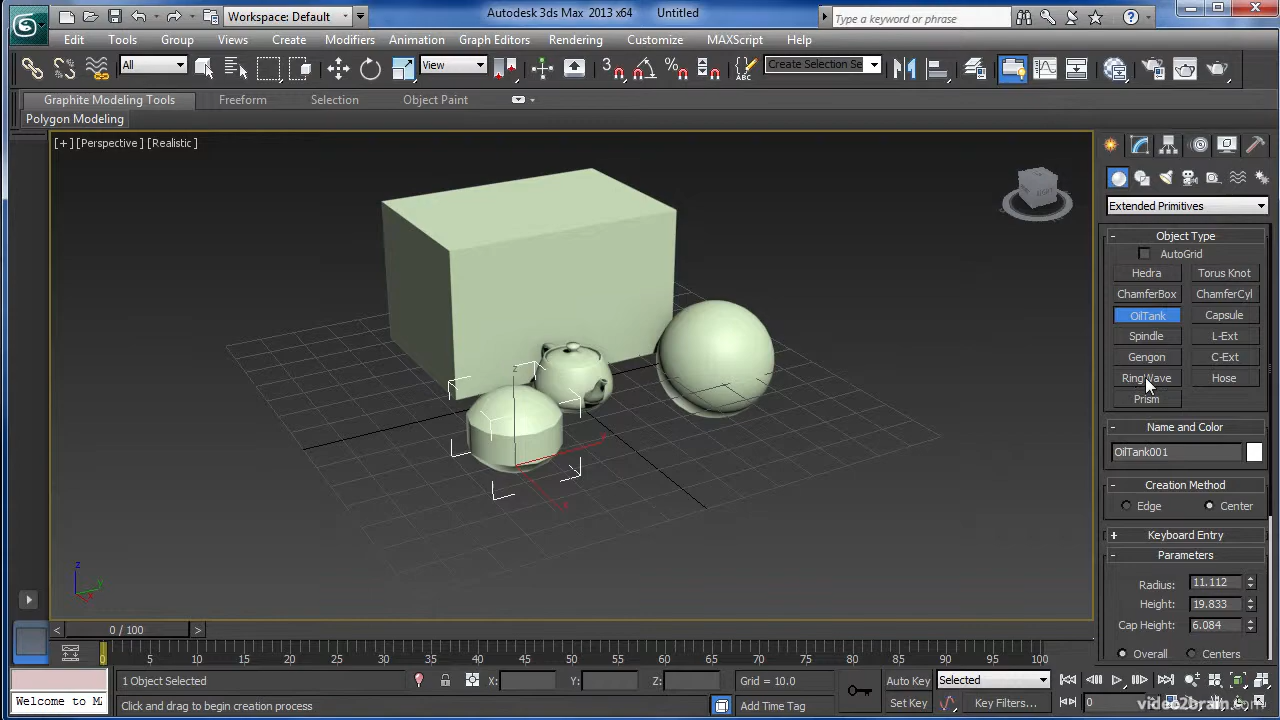 Workspace: Default
Autodesk 3ds Max 2013 x64 Untitled
Type a keyword or phrase
Edit Tools Group Views Create Modifiers Animation Graph Editors Rendering Customize MAXScript Help
All
View
3
Create Selection Se
Graphite Modeling Tools Freeform Selection Object Paint
Polygon Modeling
[+] [Perspective] [Realistic]
Extended Primitives
- Object Type
AutoGrid
Hedra Torus Knot
ChamferBox ChamferCyl
OilTank Capsule
Spindle L-Ext
Gengon C-Ext
RingWave Hose
Prism
- Name and Color
OilTank001
- Creation Method
Edge Center
+ Keyboard Entry
- Parameters
Radius: 11.112
Height: 19.833
Cap Height: 6.084
Overall Centers
z
x
z
y
x
< 0 / 100 >
0 5 10 15 20 25 30 35 40 45 50 55 60 65 70 75 80 85 90 95 100
1 Object Selected X: Y: Z: Grid = 10.0 Auto Key Selected
Welcome to M
Click and drag to begin creation process Add Time Tag Set Key Key Filters... 0
video2brain.com